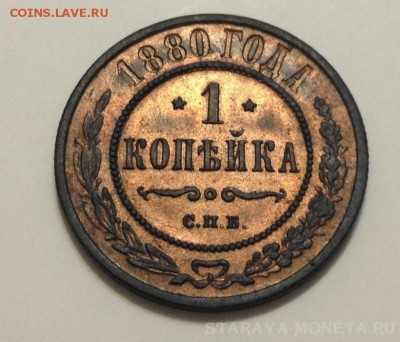 COINS.LAVE.RU
1880 ГОДА
1
КОПѢЙКА
С.П.Б.
STARAYA MONETA.RU